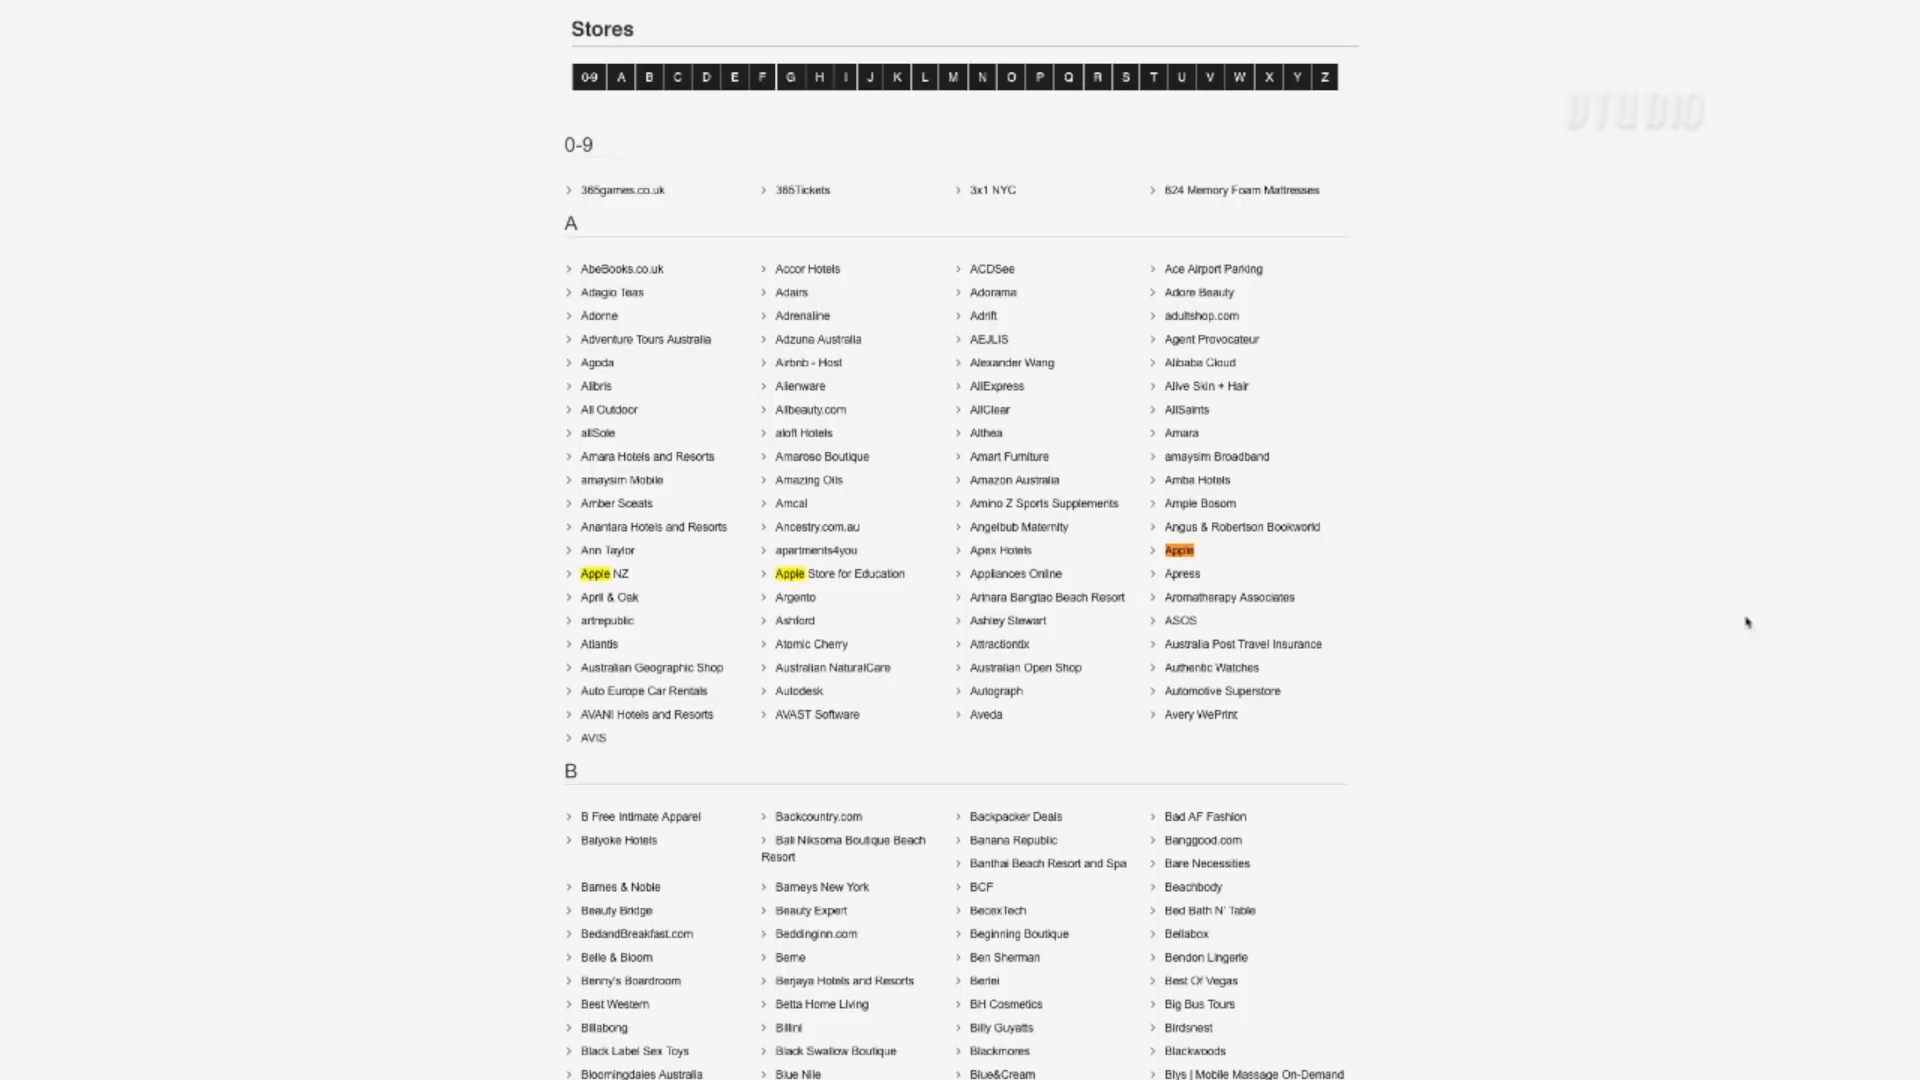 Stores
0-9 A B C D E F G H I J K L M N O P Q R S T U V W X Y Z
VTUDIO
0-9
365games.co.uk 365Tickets 3x1 NYC 624 Memory Foam Mattresses
A
AbeBooks.co.uk Accor Hotels ACDSee Ace Airport Parking
Adagio Teas Adairs Adorama Adore Beauty
Adorne Adrenaline Adrift adultshop.com
Adventure Tours Australia Adzuna Australia AEJLIS Agent Provocateur
Agoda Airbnb - Host Alexander Wang Alibaba Cloud
Alibris Alienware AliExpress Alive Skin + Hair
All Outdoor Allbeauty.com AllClear AllSaints
allSole aloft Hotels Althea Amara
Amara Hotels and Resorts Amaroso Boutique Amart Furniture amaysim Broadband
amaysim Mobile Amazing Oils Amazon Australia Amba Hotels
Amber Sceats Amcal Amino Z Sports Supplements Ample Bosom
Anantara Hotels and Resorts Ancestry.com.au Angelbub Maternity Angus & Robertson Bookworld
Ann Taylor apartments4you Apex Hotels Apple
Apple NZ Apple Store for Education Appliances Online Apress
April & Oak Argento Arinara Bangtao Beach Resort Aromatherapy Associates
artrepublic Ashford Ashley Stewart ASOS
Atlantis Atomic Cherry Attractiontix Australia Post Travel Insurance
Australian Geographic Shop Australian NaturalCare Australian Open Shop Authentic Watches
Auto Europe Car Rentals Autodesk Autograph Automotive Superstore
AVANI Hotels and Resorts AVAST Software Aveda Avery WePrint
AVIS
B
B Free Intimate Apparel Backcountry.com Backpacker Deals Bad AF Fashion
Balyoke Hotels Bali Niksoma Boutique Beach Banana Republic Banggood.com
Resort
Banthai Beach Resort and Spa Bare Necessities
Barnes & Noble Barneys New York BCF Beachbody
Beauty Bridge Beauty Expert BecexTech Bed Bath N' Table
BedandBreakfast.com Beddinginn.com Beginning Boutique Bellabox
Belle & Bloom Beme Ben Sherman Bendon Lingerie
Benny's Boardroom Berjaya Hotels and Resorts Berlei Best Of Vegas
Best Western Betta Home Living BH Cosmetics Big Bus Tours
Billabong Billini Billy Guyatts Birdsnest
Black Label Sex Toys Black Swallow Boutique Blackmores Blackwoods
Bloomingdales Australia Blue Nile Blue&Cream Blys | Mobile Massage On-Demand